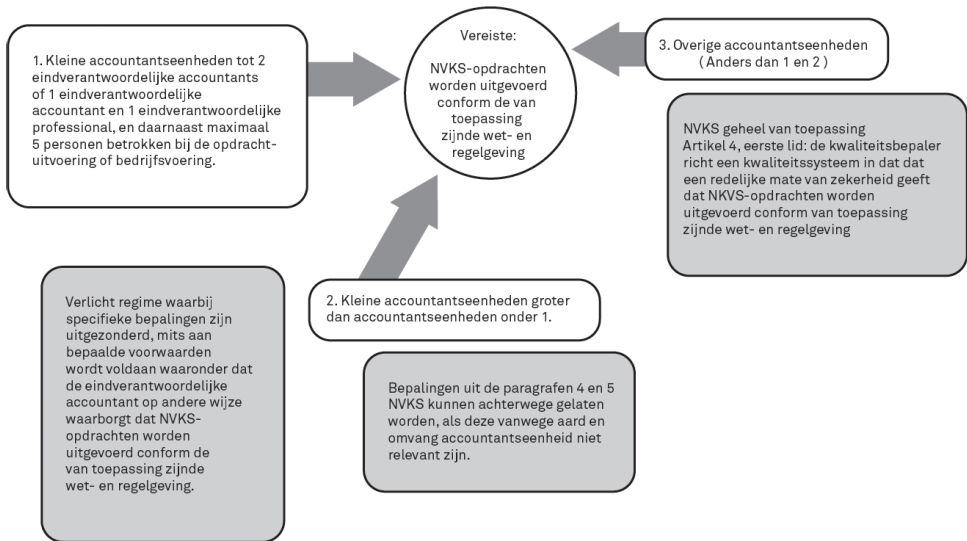 1. Kleine accountantseenheden tot 2
eindverantwoordelijke accountants
of 1 eindverantwoordelijke
accountant en 1 eindverantwoordelijke
professional, en daarnaast maximaal
5 personen betrokken bij de opdracht-
uitvoering of bedrijfsvoering.
Vereiste:
NVKS-opdrachten
worden uitgevoerd
conform de van
toepassing
zijnde wet- en
regelgeving
3. Overige accountantseenheden
( Anders dan 1 en 2 )
NVKS geheel van toepassing
Artikel 4, eerste lid: de kwaliteitsbepaler
richt een kwaliteitssysteem in dat dat
een redelijke mate van zekerheid geeft
dat NKVS-opdrachten worden
uitgevoerd conform van toepassing
zijnde wet- en regelgeving
Verlicht regime waarbij
specifieke bepalingen zijn
uitgezonderd, mits aan
bepaalde voorwaarden
wordt voldaan waaronder dat
de eindverantwoordelijke
accountant op andere wijze
waarborgt dat NVKS-
opdrachten worden
uitgevoerd conform de
van toepassing zijnde
wet- en regelgeving.
2. Kleine accountantseenheden groter
dan accountantseenheden onder 1.
Bepalingen uit de paragrafen 4 en 5
NVKS kunnen achterwege gelaten
worden, als deze vanwege aard en
omvang accountantseenheid niet
relevant zijn.